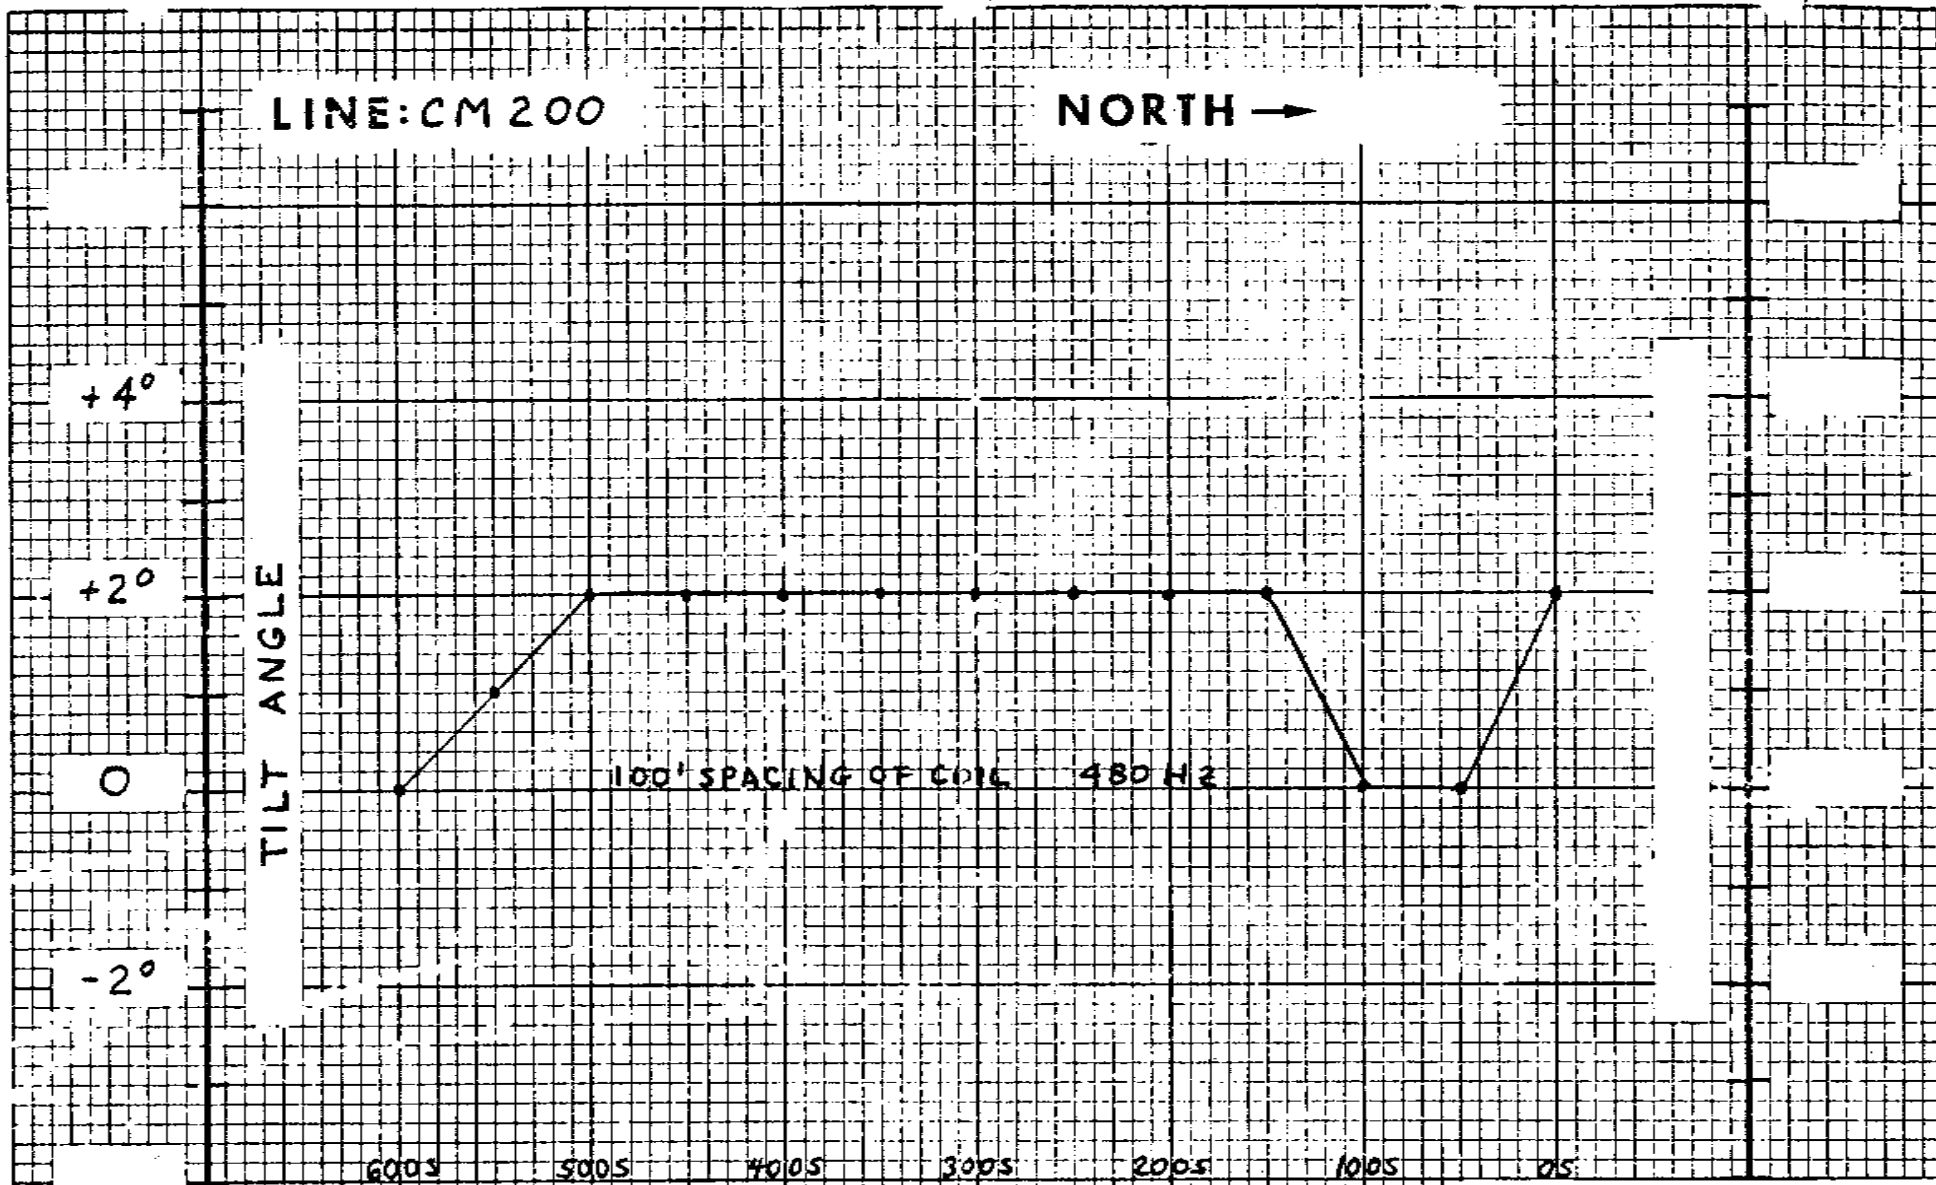 LINE: CM 200
NORTH →
+4°
+2°
0
-2°
TILT ANGLE
100' SPACING OF COIL 480 HZ
600S 500S 400S 300S 200S 100S 0S